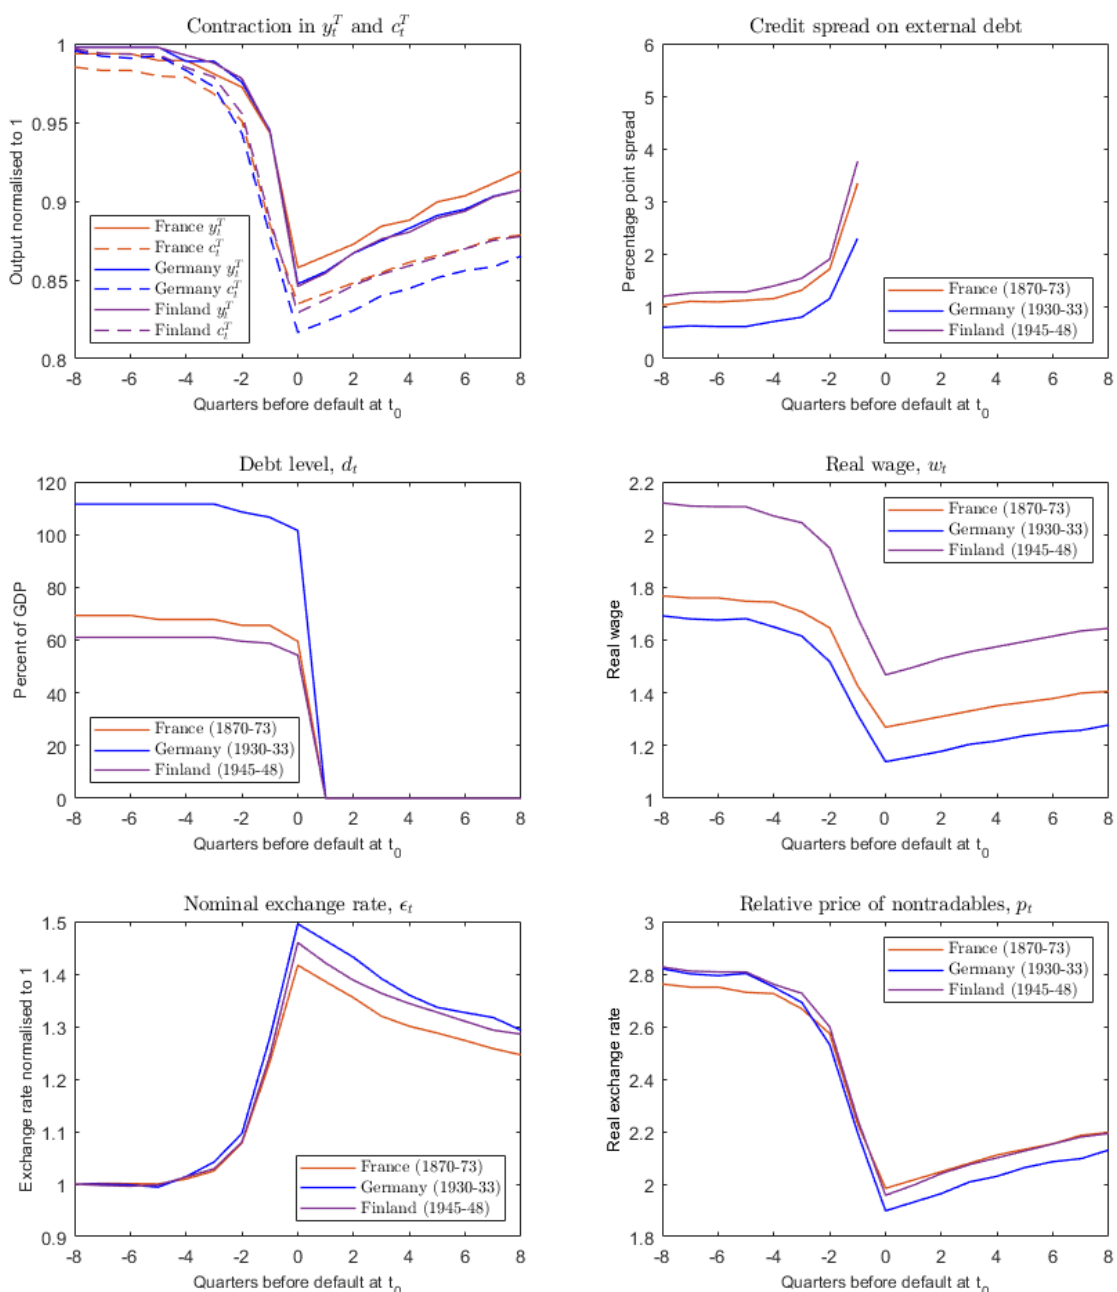 Contraction in y_t^T and c_t^T
Output normalised to 1
1
0.95
0.9
0.85
0.8
France y_t^T
France c_t^T
Germany y_t^T
Germany c_t^T
Finland y_t^T
Finland c_t^T
-8 -6 -4 -2 0 2 4 6 8
Quarters before default at t_0
Credit spread on external debt
Percentage point spread
6
5
4
3
2
1
0
France (1870-73)
Germany (1930-33)
Finland (1945-48)
-8 -6 -4 -2 0 2 4 6 8
Quarters before default at t_0
Debt level, d_t
Percent of GDP
120
100
80
60
40
20
0
France (1870-73)
Germany (1930-33)
Finland (1945-48)
-8 -6 -4 -2 0 2 4 6 8
Quarters before default at t_0
Real wage, w_t
Real wage
2.2
2
1.8
1.6
1.4
1.2
1
France (1870-73)
Germany (1930-33)
Finland (1945-48)
-8 -6 -4 -2 0 2 4 6 8
Quarters before default at t_0
Nominal exchange rate, ϵ_t
Exchange rate normalised to 1
1.5
1.4
1.3
1.2
1.1
1
0.9
France (1870-73)
Germany (1930-33)
Finland (1945-48)
-8 -6 -4 -2 0 2 4 6 8
Quarters before default at t_0
Relative price of nontradables, p_t
Real exchange rate
3
2.8
2.6
2.4
2.2
2
1.8
France (1870-73)
Germany (1930-33)
Finland (1945-48)
-8 -6 -4 -2 0 2 4 6 8
Quarters before default at t_0